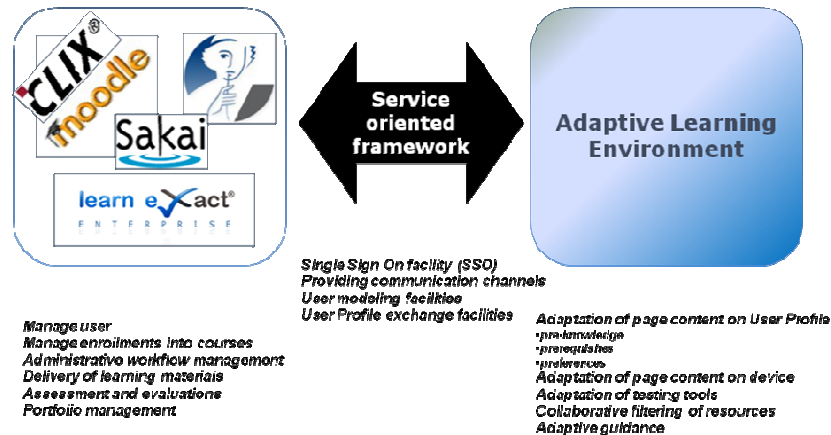 CLIX®
moodle
Sakai
learn eXact®
ENTERPRISE
Service
oriented
framework
Adaptive Learning
Environment
Single Sign On facility (SSO)
Providing communication channels
User modeling facilities
User Profile exchange facilities
Manage user
Manage enrollments into courses
Administrativo workflow management
Delivery of learning materials
Assessment and evaluations
Portfolio management
Adaptation of page content on User Profile
•pre-knowledge
•prerequisites
•preferences
Adaptation of page content on device
Adaptation of testing tools
Collaborative filtering of resources
Adaptive guidance